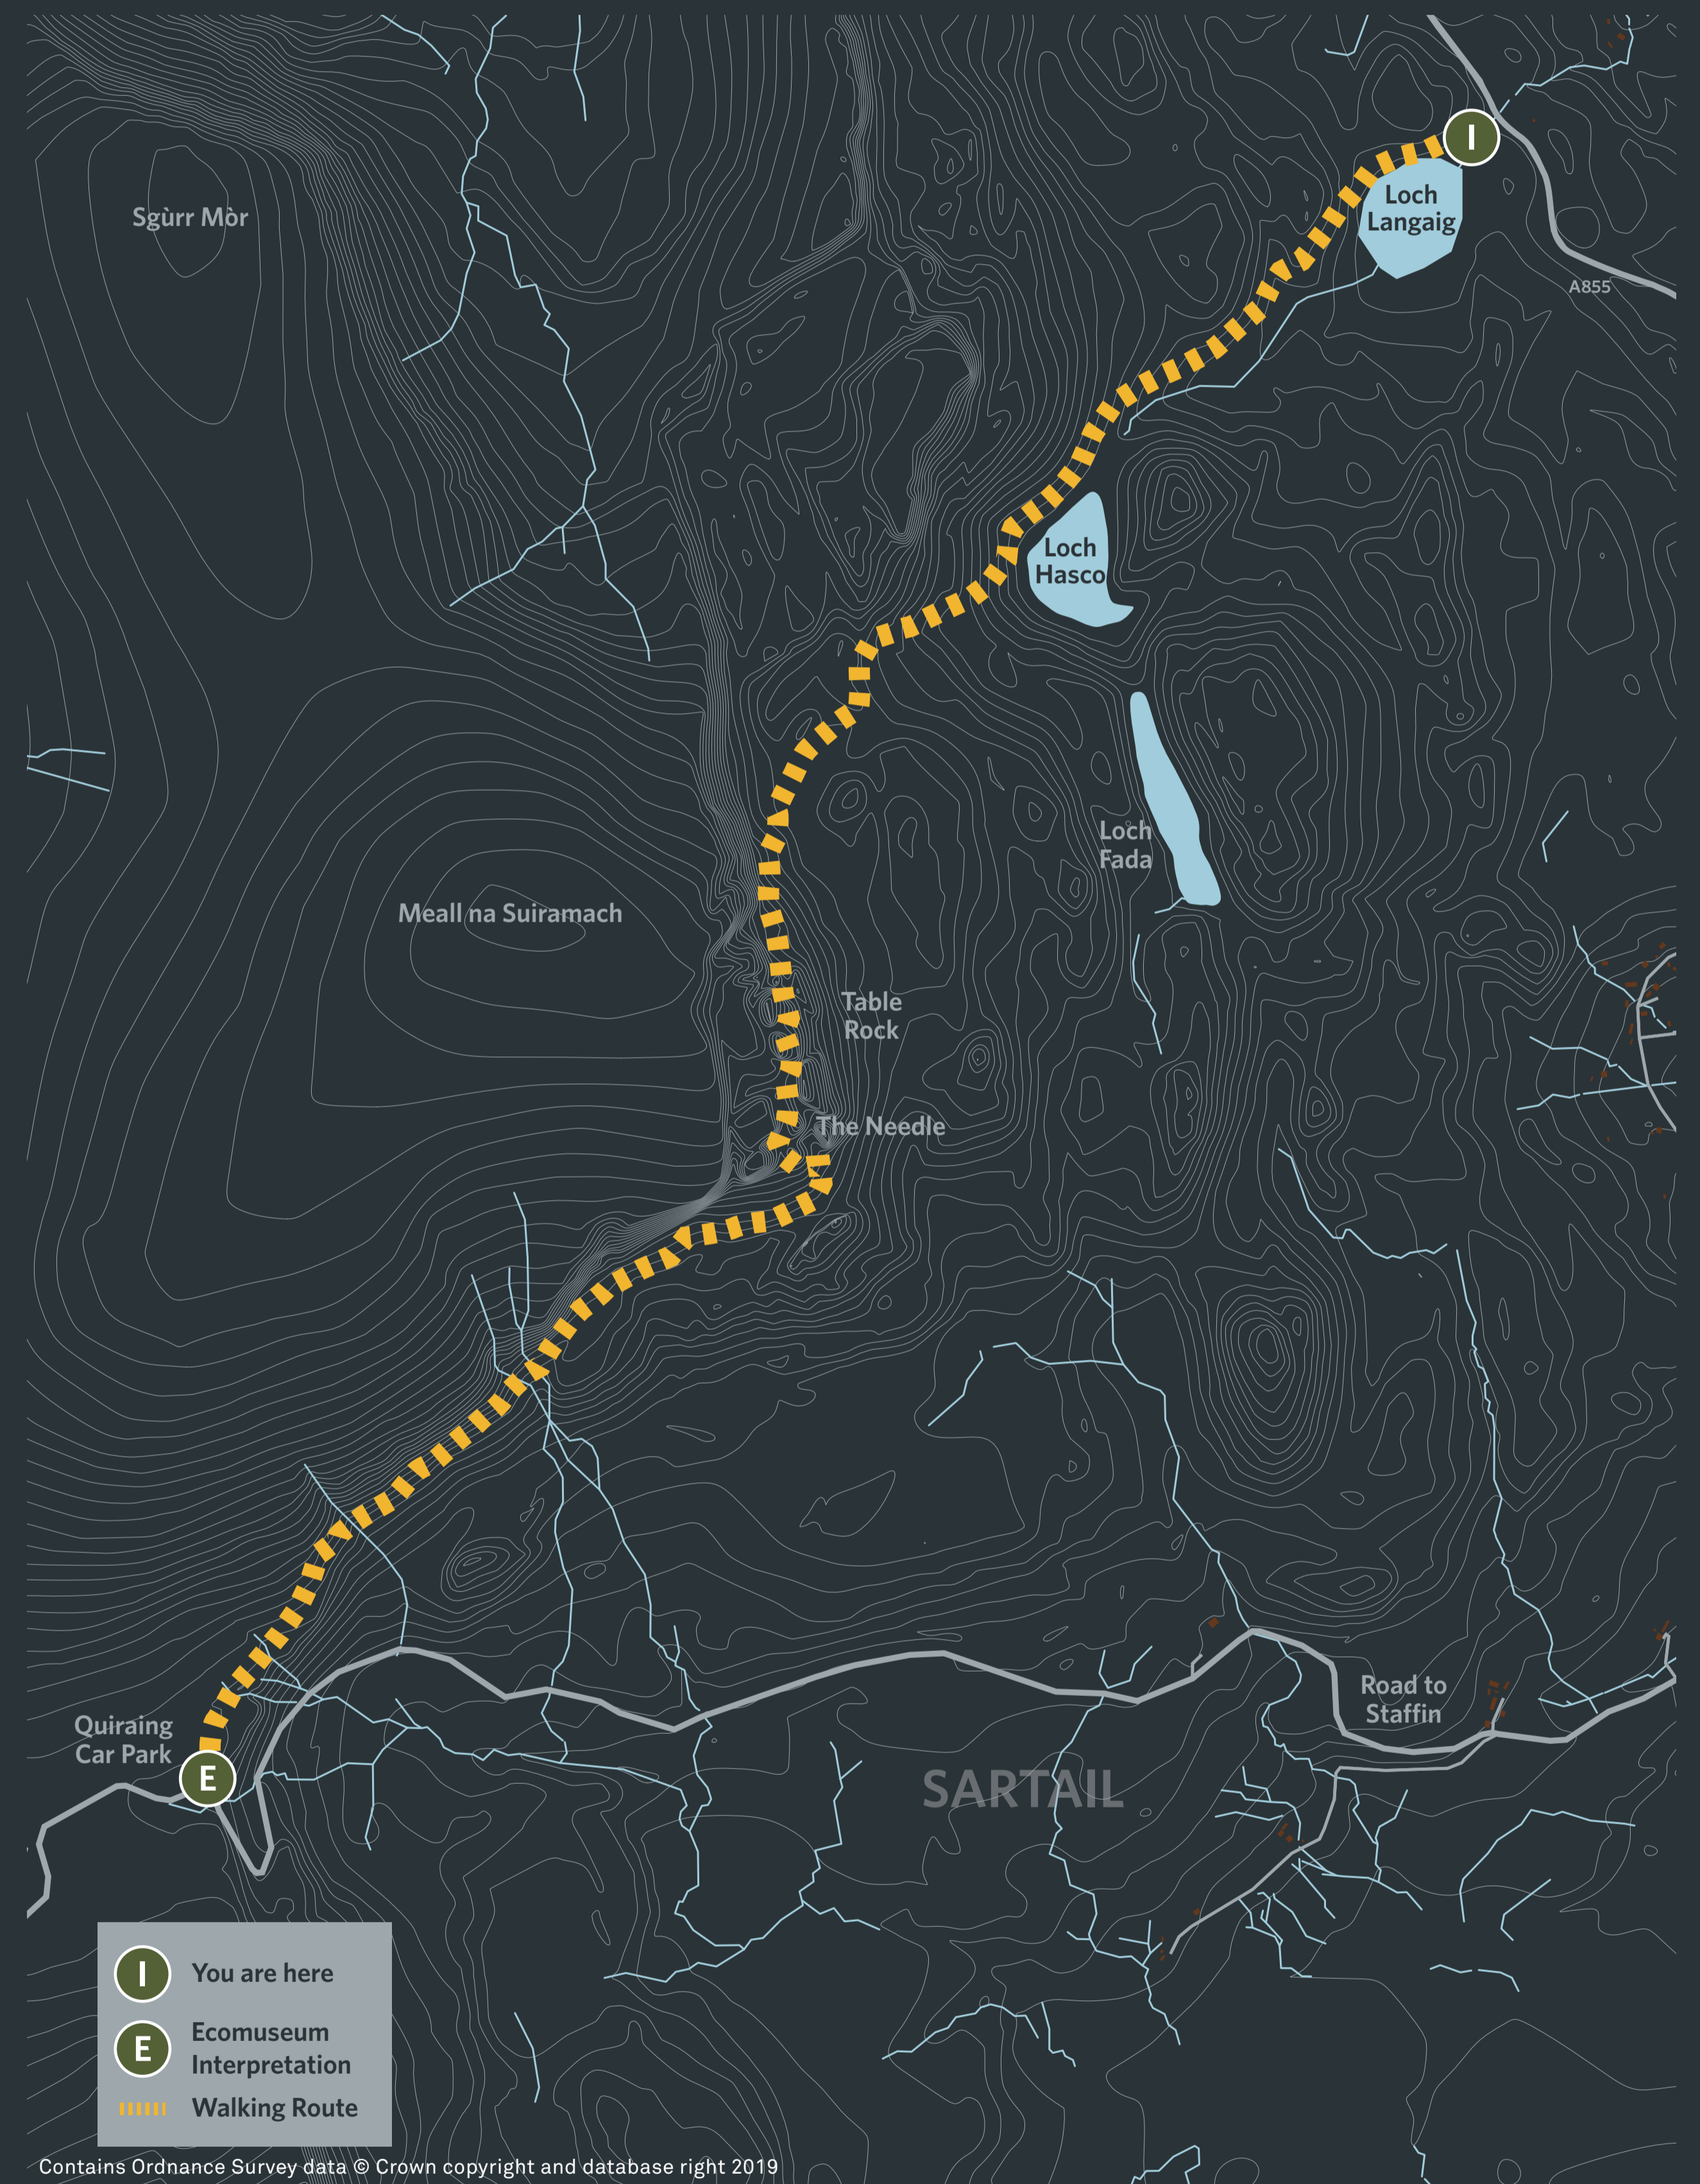 I
Loch
Langaig
Sgùrr Mòr
A855
Loch
Hasco
Loch
Fada
Meall na Suiramach
Table
Rock
The Needle
Road to
Staffin
Quiraing
Car Park
E
SARTAIL
I You are here
E Ecomuseum
Interpretation
Walking Route
Contains Ordnance Survey data © Crown copyright and database right 2019